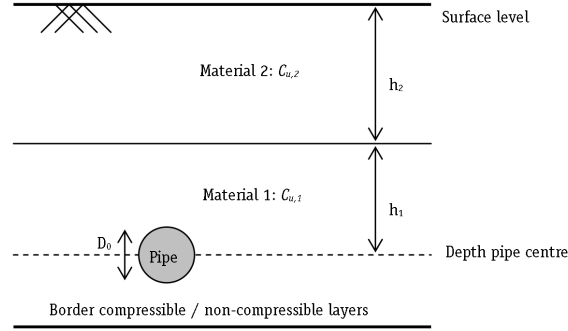 Surface level
Material 2: Cu,2
h2
Material 1: Cu,1
h1
D0
Pipe
Depth pipe centre
Border compressible / non-compressible layers